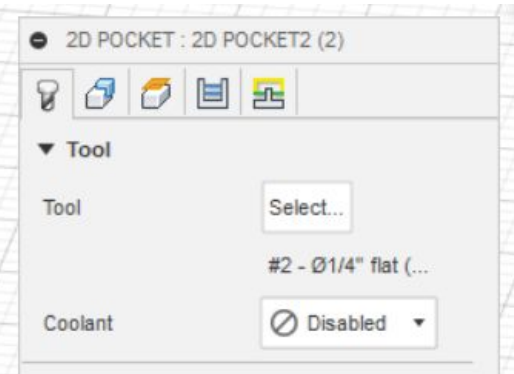 2D POCKET : 2D POCKET2 (2)
Tool
Tool Select...
#2 - Ø1/4" flat (...
Coolant Disabled